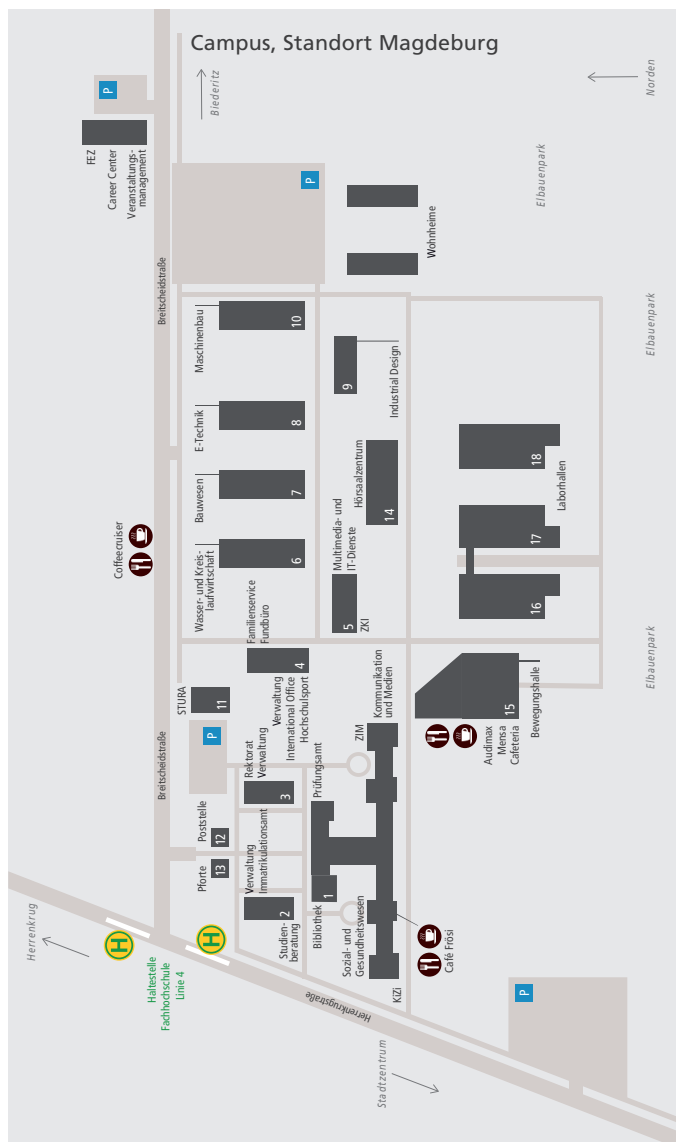 Campus, Standort Magdeburg
Biederitz
Norden
P
FEZ
Career Center
Veranstaltungs-
management
Elbauenpark
P
Wohnheime
Breitscheidstraße
Maschinenbau
10
9
Industrial Design
Elbauenpark
E-Technik
8
Hörsaalzentrum
14
18
Laborhallen
Bauwesen
7
17
Coffeecruiser
Wasser- und Kreis-
laufwirtschaft
6
Multimedia- und
IT-Dienste
5
ZKI
16
Familienservice
Fundbüro
4
Verwaltung
International Office
Hochschulsport
STURA
11
Elbauenpark
Kommunikation
und Medien
ZIM
15
Bewegungshalle
Audimax
Mensa
Cafeteria
Breitscheidstraße
P
Rektorat
Verwaltung
3
Prüfungsamt
Poststelle
12
Pforte
13
Verwaltung
Immatrikulationsamt
2
Studien-
beratung
1
Bibliothek
Sozial- und
Gesundheitswesen
KiZi
Café Frösi
Herrenkrug
H
H
Haltestelle
Fachhochschule
Linie 4
Herrenkrugstraße
P
Stadtzentrum